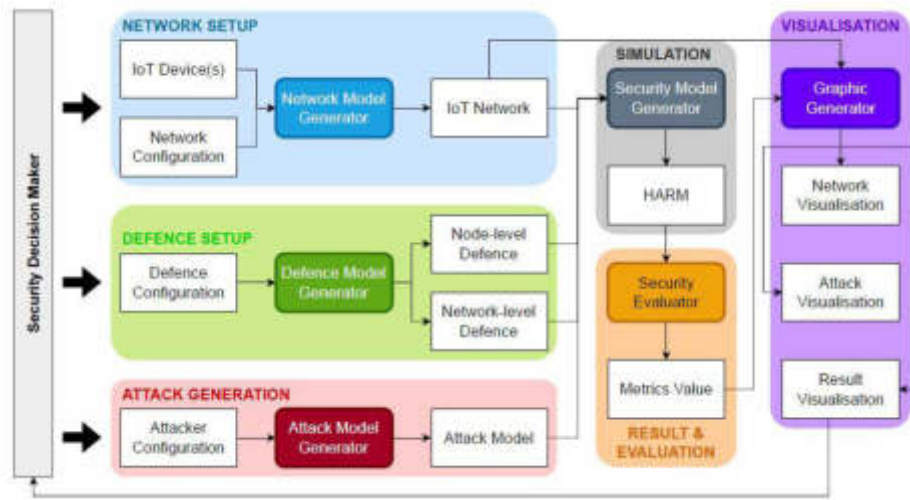 Security Decision Maker
NETWORK SETUP
IoT Device(s)
Network
Configuration
Network Model
Generator
IoT Network
DEFENCE SETUP
Defence
Configuration
Defence Model
Generator
Node-level
Defence
Network-level
Defence
ATTACK GENERATION
Attacker
Configuration
Attack Model
Generator
Attack Model
SIMULATION
Security Model
Generator
HARM
Security
Evaluator
Metrics Value
RESULT &
EVALUATION
VISUALISATION
Graphic
Generator
Network
Visualisation
Attack
Visualisation
Result
Visualisation